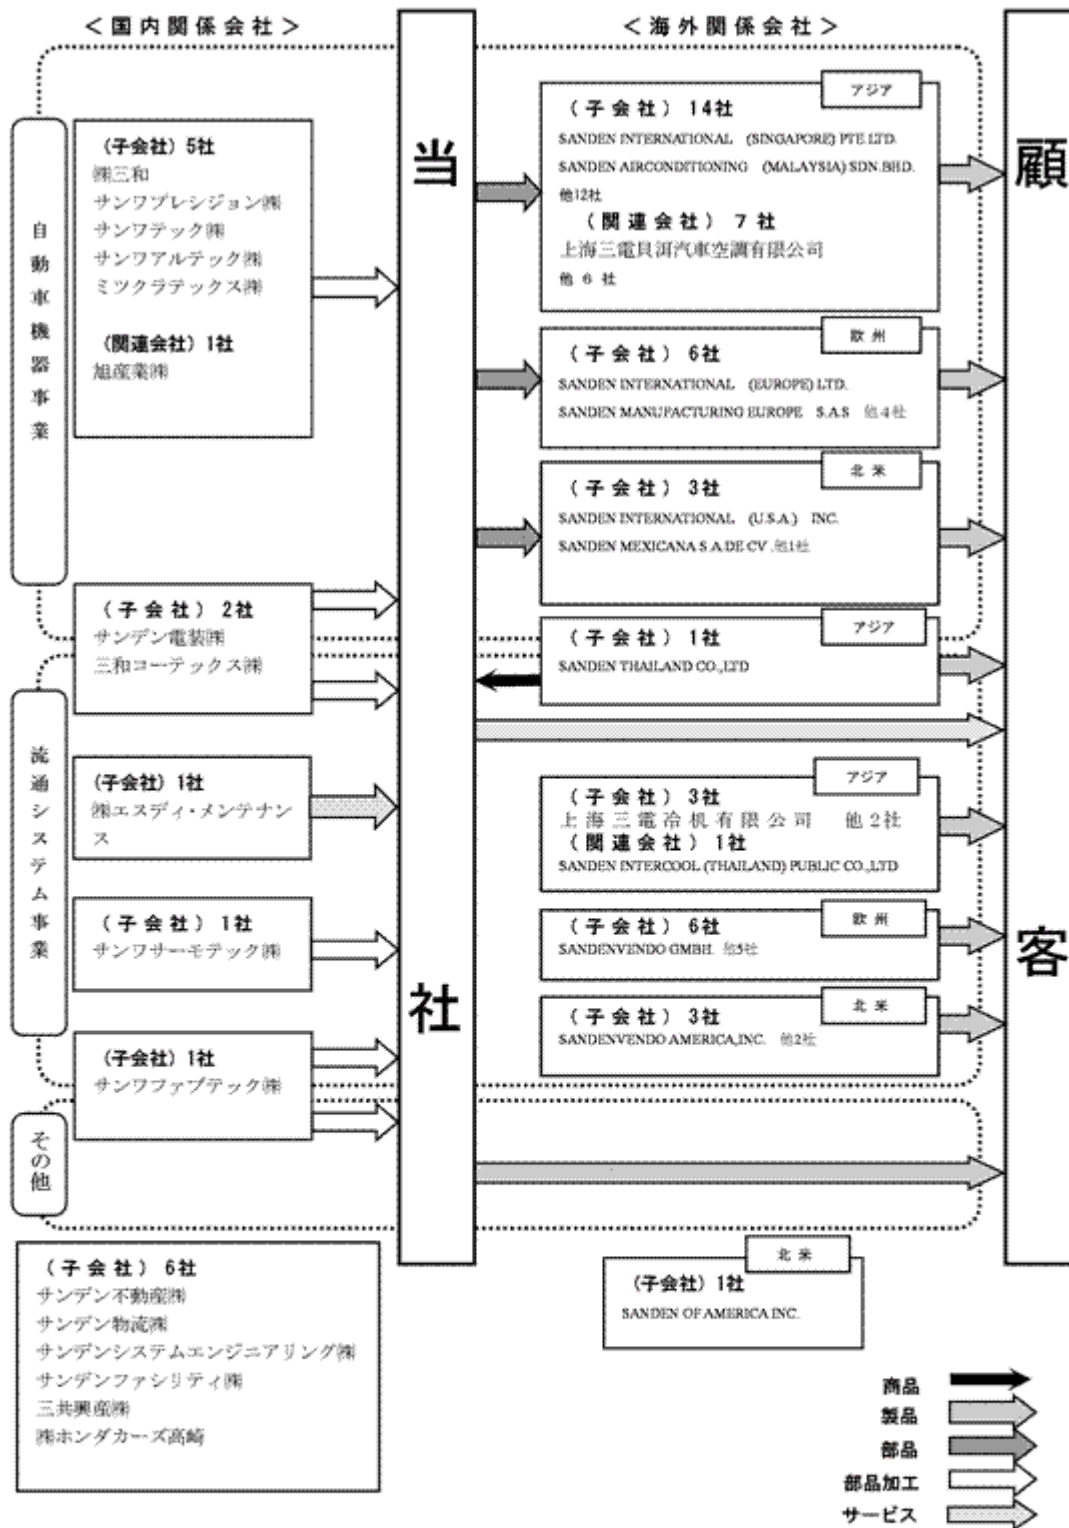 ＜国内関係会社＞
＜海外関係会社＞
当社
顧客
自動車機器事業
(子会社) 5社
㈱三和
サンワプレシジョン㈱
サンワテック㈱
サンワアルテック㈱
ミツクラテックス㈱
(関連会社) 1社
旭産業㈱
(子会社) 2社
サンデン電装㈱
三和コーテックス㈱
流通システム事業
(子会社) 1社
㈱エスディ・メンテナン
ス
(子会社) 1社
サンワサーモテック㈱
(子会社) 1社
サンワファブテック㈱
その他
(子会社) 6社
サンデン不動産㈱
サンデン物流㈱
サンデンシステムエンジニアリング㈱
サンデンファシリティ㈱
三共興産㈱
㈱ホンダカーズ高崎
アジア
(子会社) 14社
SANDEN INTERNATIONAL (SINGAPORE) PTE.LTD.
SANDEN AIRCONDITIONING (MALAYSIA) SDN.BHD.
他12社
(関連会社) 7社
上海三電貝洱汽車空調有限公司
他6社
欧州
(子会社) 6社
SANDEN INTERNATIONAL (EUROPE) LTD.
SANDEN MANUFACTURING EUROPE S.A.S 他4社
北米
(子会社) 3社
SANDEN INTERNATIONAL (U.S.A.) INC.
SANDEN MEXICANA S.A.DE CV .他1社
アジア
(子会社) 1社
SANDEN THAILAND CO.,LTD
アジア
(子会社) 3社
上海三電冷机有限公司 他2社
(関連会社) 1社
SANDEN INTERCOOL (THAILAND) PUBLIC CO.,LTD
欧州
(子会社) 6社
SANDENVENDO GMBH. 他5社
北米
(子会社) 3社
SANDENVENDO AMERICA,INC. 他2社
北米
(子会社) 1社
SANDEN OF AMERICA INC.
商品
製品
部品
部品加工
サービス